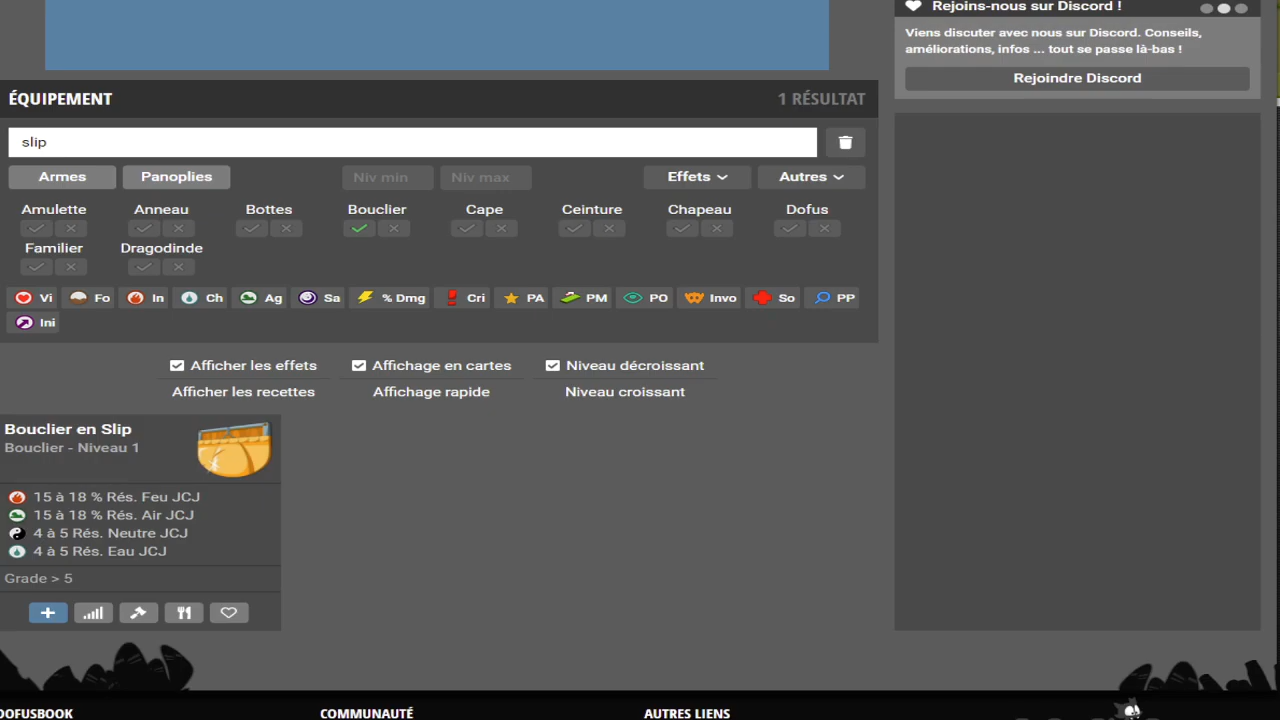 Rejoins-nous sur Discord !
Viens discuter avec nous sur Discord. Conseils,
améliorations, infos ... tout se passe là-bas !
Rejoindre Discord
ÉQUIPEMENT 1 RÉSULTAT
slip
Armes Panoplies Niv min Niv max Effets Autres
Amulette Anneau Bottes Bouclier Cape Ceinture Chapeau Dofus
Familier Dragodinde
Vi Fo In Ch Ag Sa % Dmg Cri PA PM PO Invo So PP
Ini
Afficher les effets Affichage en cartes Niveau décroissant
Afficher les recettes Affichage rapide Niveau croissant
Bouclier en Slip
Bouclier - Niveau 1
15 à 18 % Rés. Feu JCJ
15 à 18 % Rés. Air JCJ
4 à 5 Rés. Neutre JCJ
4 à 5 Rés. Eau JCJ
Grade > 5
OOFUSBOOK COMMUNAUTÉ AUTRES LIENS